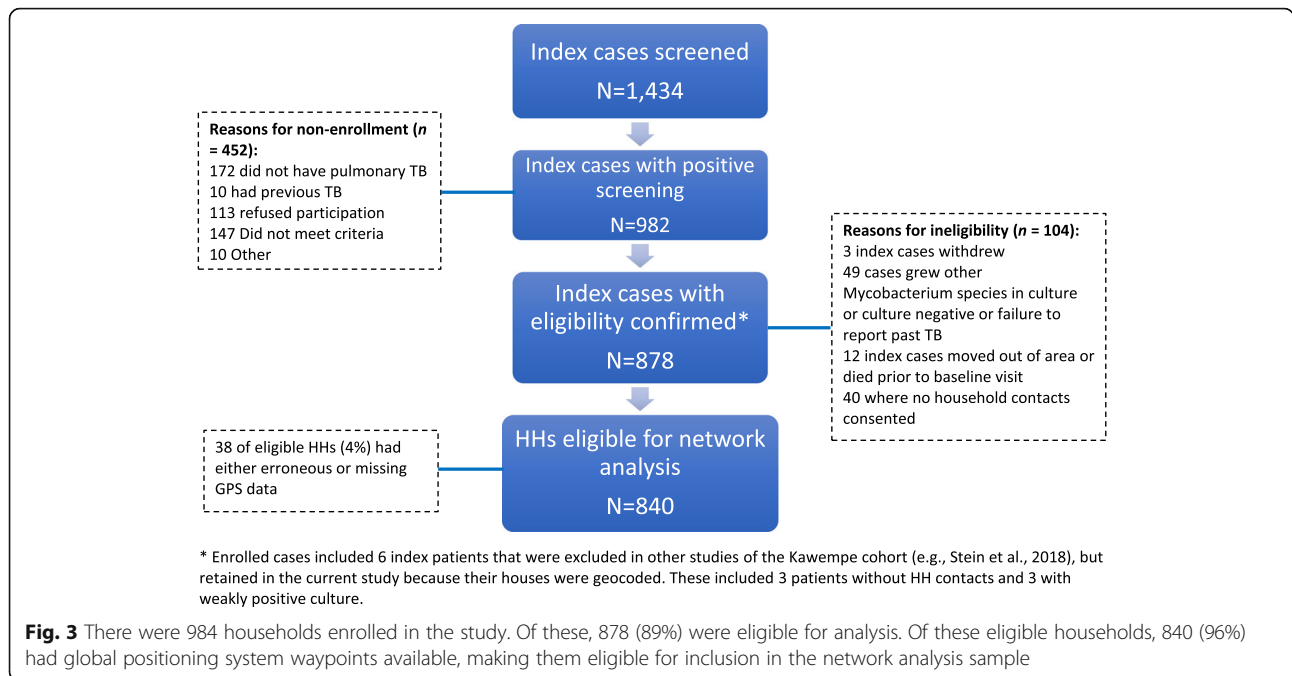 Index cases screened
N=1,434
Reasons for non-enrollment (n
= 452):
172 did not have pulmonary TB
10 had previous TB
113 refused participation
147 Did not meet criteria
10 Other
Index cases with positive
screening
N=982
Reasons for ineligibility (n = 104):
3 index cases withdrew
49 cases grew other
Mycobacterium species in culture
or culture negative or failure to
report past TB
12 index cases moved out of area or
died prior to baseline visit
40 where no household contacts
consented
Index cases with
eligibility confirmed*
N=878
38 of eligible HHs (4%) had
either erroneous or missing
GPS data
HHs eligible for network
analysis
N=840
* Enrolled cases included 6 index patients that were excluded in other studies of the Kawempe cohort (e.g., Stein et al., 2018), but
retained in the current study because their houses were geocoded. These included 3 patients without HH contacts and 3 with
weakly positive culture.
Fig. 3 There were 984 households enrolled in the study. Of these, 878 (89%) were eligible for analysis. Of these eligible households, 840 (96%)
had global positioning system waypoints available, making them eligible for inclusion in the network analysis sample